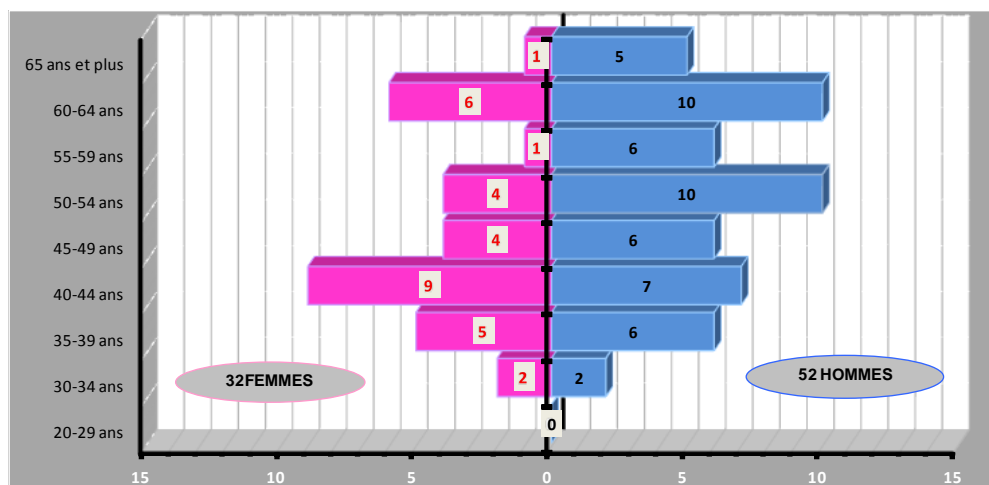 65 ans et plus 1 5
60-64 ans 6 10
55-59 ans 1 6
50-54 ans 4 10
45-49 ans 4 6
40-44 ans 9 7
35-39 ans 5 6
30-34 ans 2 2
32FEMMES 52 HOMMES
20-29 ans 0
15 10 5 0 5 10 15